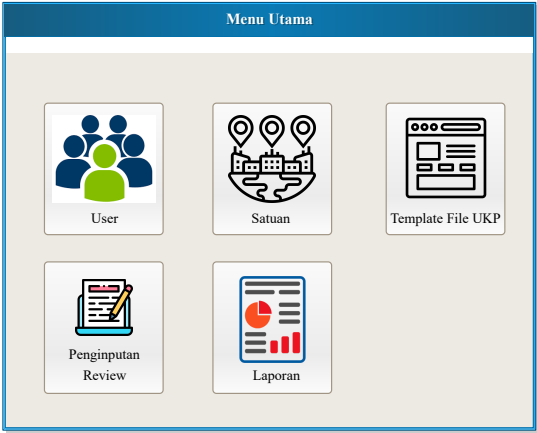 Menu Utama
User
Satuan
Template File UKP
Penginputan
Review
Laporan